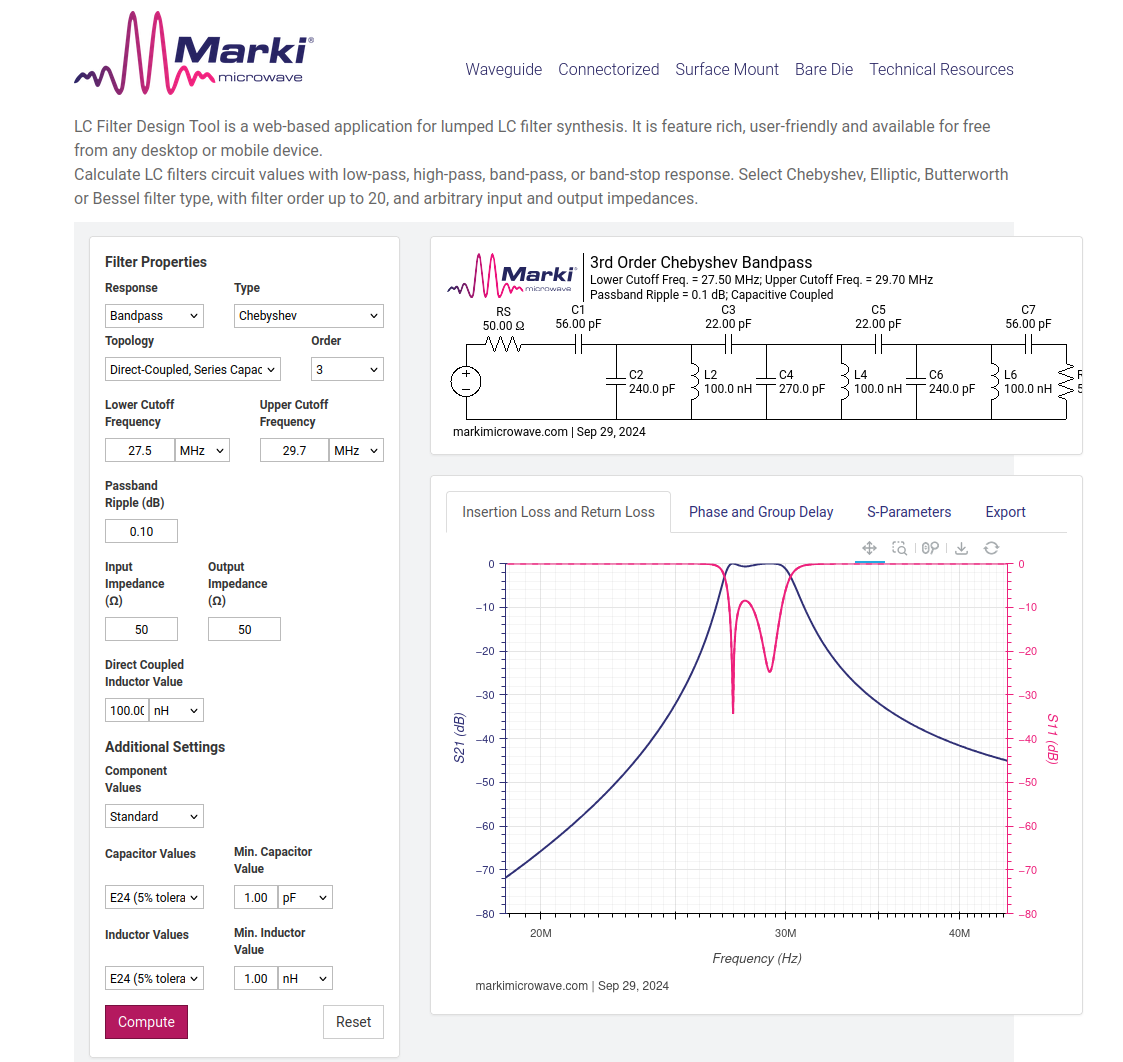 Marki®
microwave
Waveguide Connectorized Surface Mount Bare Die Technical Resources
LC Filter Design Tool is a web-based application for lumped LC filter synthesis. It is feature rich, user-friendly and available for free
from any desktop or mobile device.
Calculate LC filters circuit values with low-pass, high-pass, band-pass, or band-stop response. Select Chebyshev, Elliptic, Butterworth
or Bessel filter type, with filter order up to 20, and arbitrary input and output impedances.
Filter Properties
Response Type
Bandpass Chebyshev
Topology Order
Direct-Coupled, Series Capac 3
Lower Cutoff Upper Cutoff
Frequency Frequency
27.5 MHz 29.7 MHz
Passband
Ripple (dB)
0.10
Input Output
Impedance Impedance
(Ω) (Ω)
50 50
Direct Coupled
Inductor Value
100.00 nH
Additional Settings
Component
Values
Standard
Capacitor Values Min. Capacitor
Value
E24 (5% tolera 1.00 pF
Inductor Values Min. Inductor
Value
E24 (5% tolera 1.00 nH
Compute Reset
Marki®
microwave
3rd Order Chebyshev Bandpass
Lower Cutoff Freq. = 27.50 MHz; Upper Cutoff Freq. = 29.70 MHz
Passband Ripple = 0.1 dB; Capacitive Coupled
RS C1 C3 C5 C7
50.00 Ω 56.00 pF 22.00 pF 22.00 pF 56.00 pF
+
−
C2 L2 C4 L4 C6 L6 R
240.0 pF 100.0 nH 270.0 pF 100.0 nH 240.0 pF 100.0 nH 5
markimicrowave.com | Sep 29, 2024
Insertion Loss and Return Loss Phase and Group Delay S-Parameters Export
0 0
−10 −10
−20 −20
−30 −30
−40 −40
−50 −50
−60 −60
−70 −70
−80 −80
S21 (dB)
S11 (dB)
20M 30M 40M
Frequency (Hz)
markimicrowave.com | Sep 29, 2024